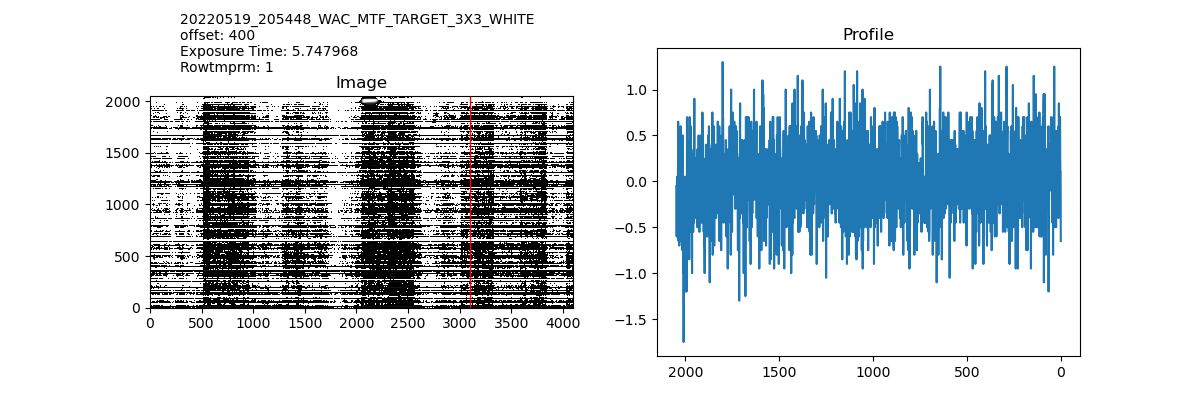 20220519_205448_WAC_MTF_TARGET_3X3_WHITE
offset: 400
Exposure Time: 5.747968
Rowtmprm: 1
Image
2000
1500
1000
500
0
0 500 1000 1500 2000 2500 3000 3500 4000
Profile
1.0
0.5
0.0
−0.5
−1.0
−1.5
2000 1500 1000 500 0